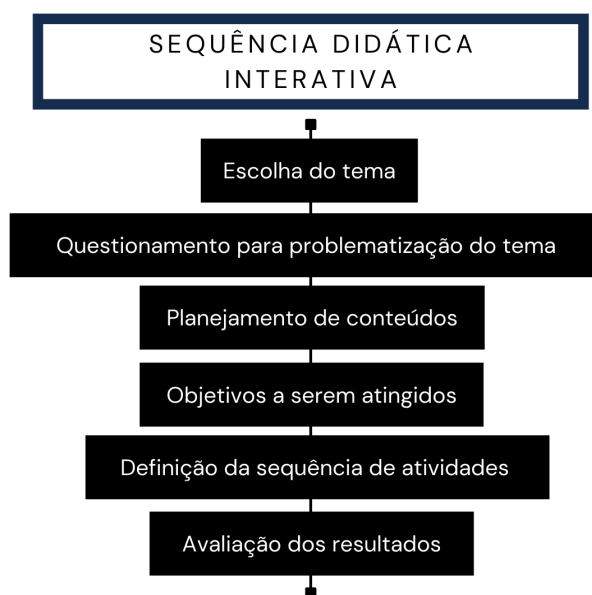 SEQUÊNCIA DIDÁTICA
INTERATIVA
Escolha do tema
Questionamento para problematização do tema
Planejamento de conteúdos
Objetivos a serem atingidos
Definição da sequência de atividades
Avaliação dos resultados